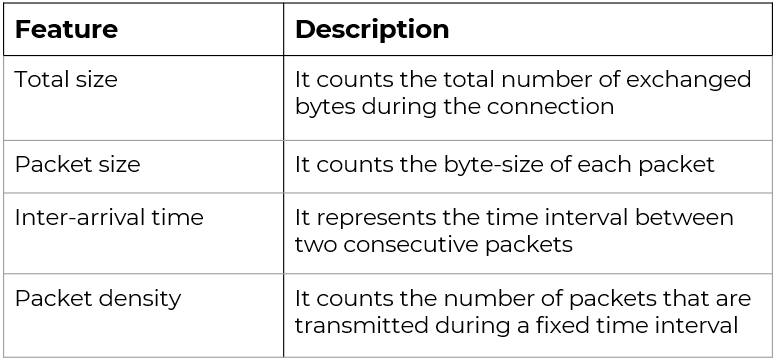 Feature
Description
Total size
It counts the total number of exchanged
bytes during the connection
Packet size
It counts the byte-size of each packet
Inter-arrival time
It represents the time interval between
two consecutive packets
Packet density
It counts the number of packets that are
transmitted during a fixed time interval